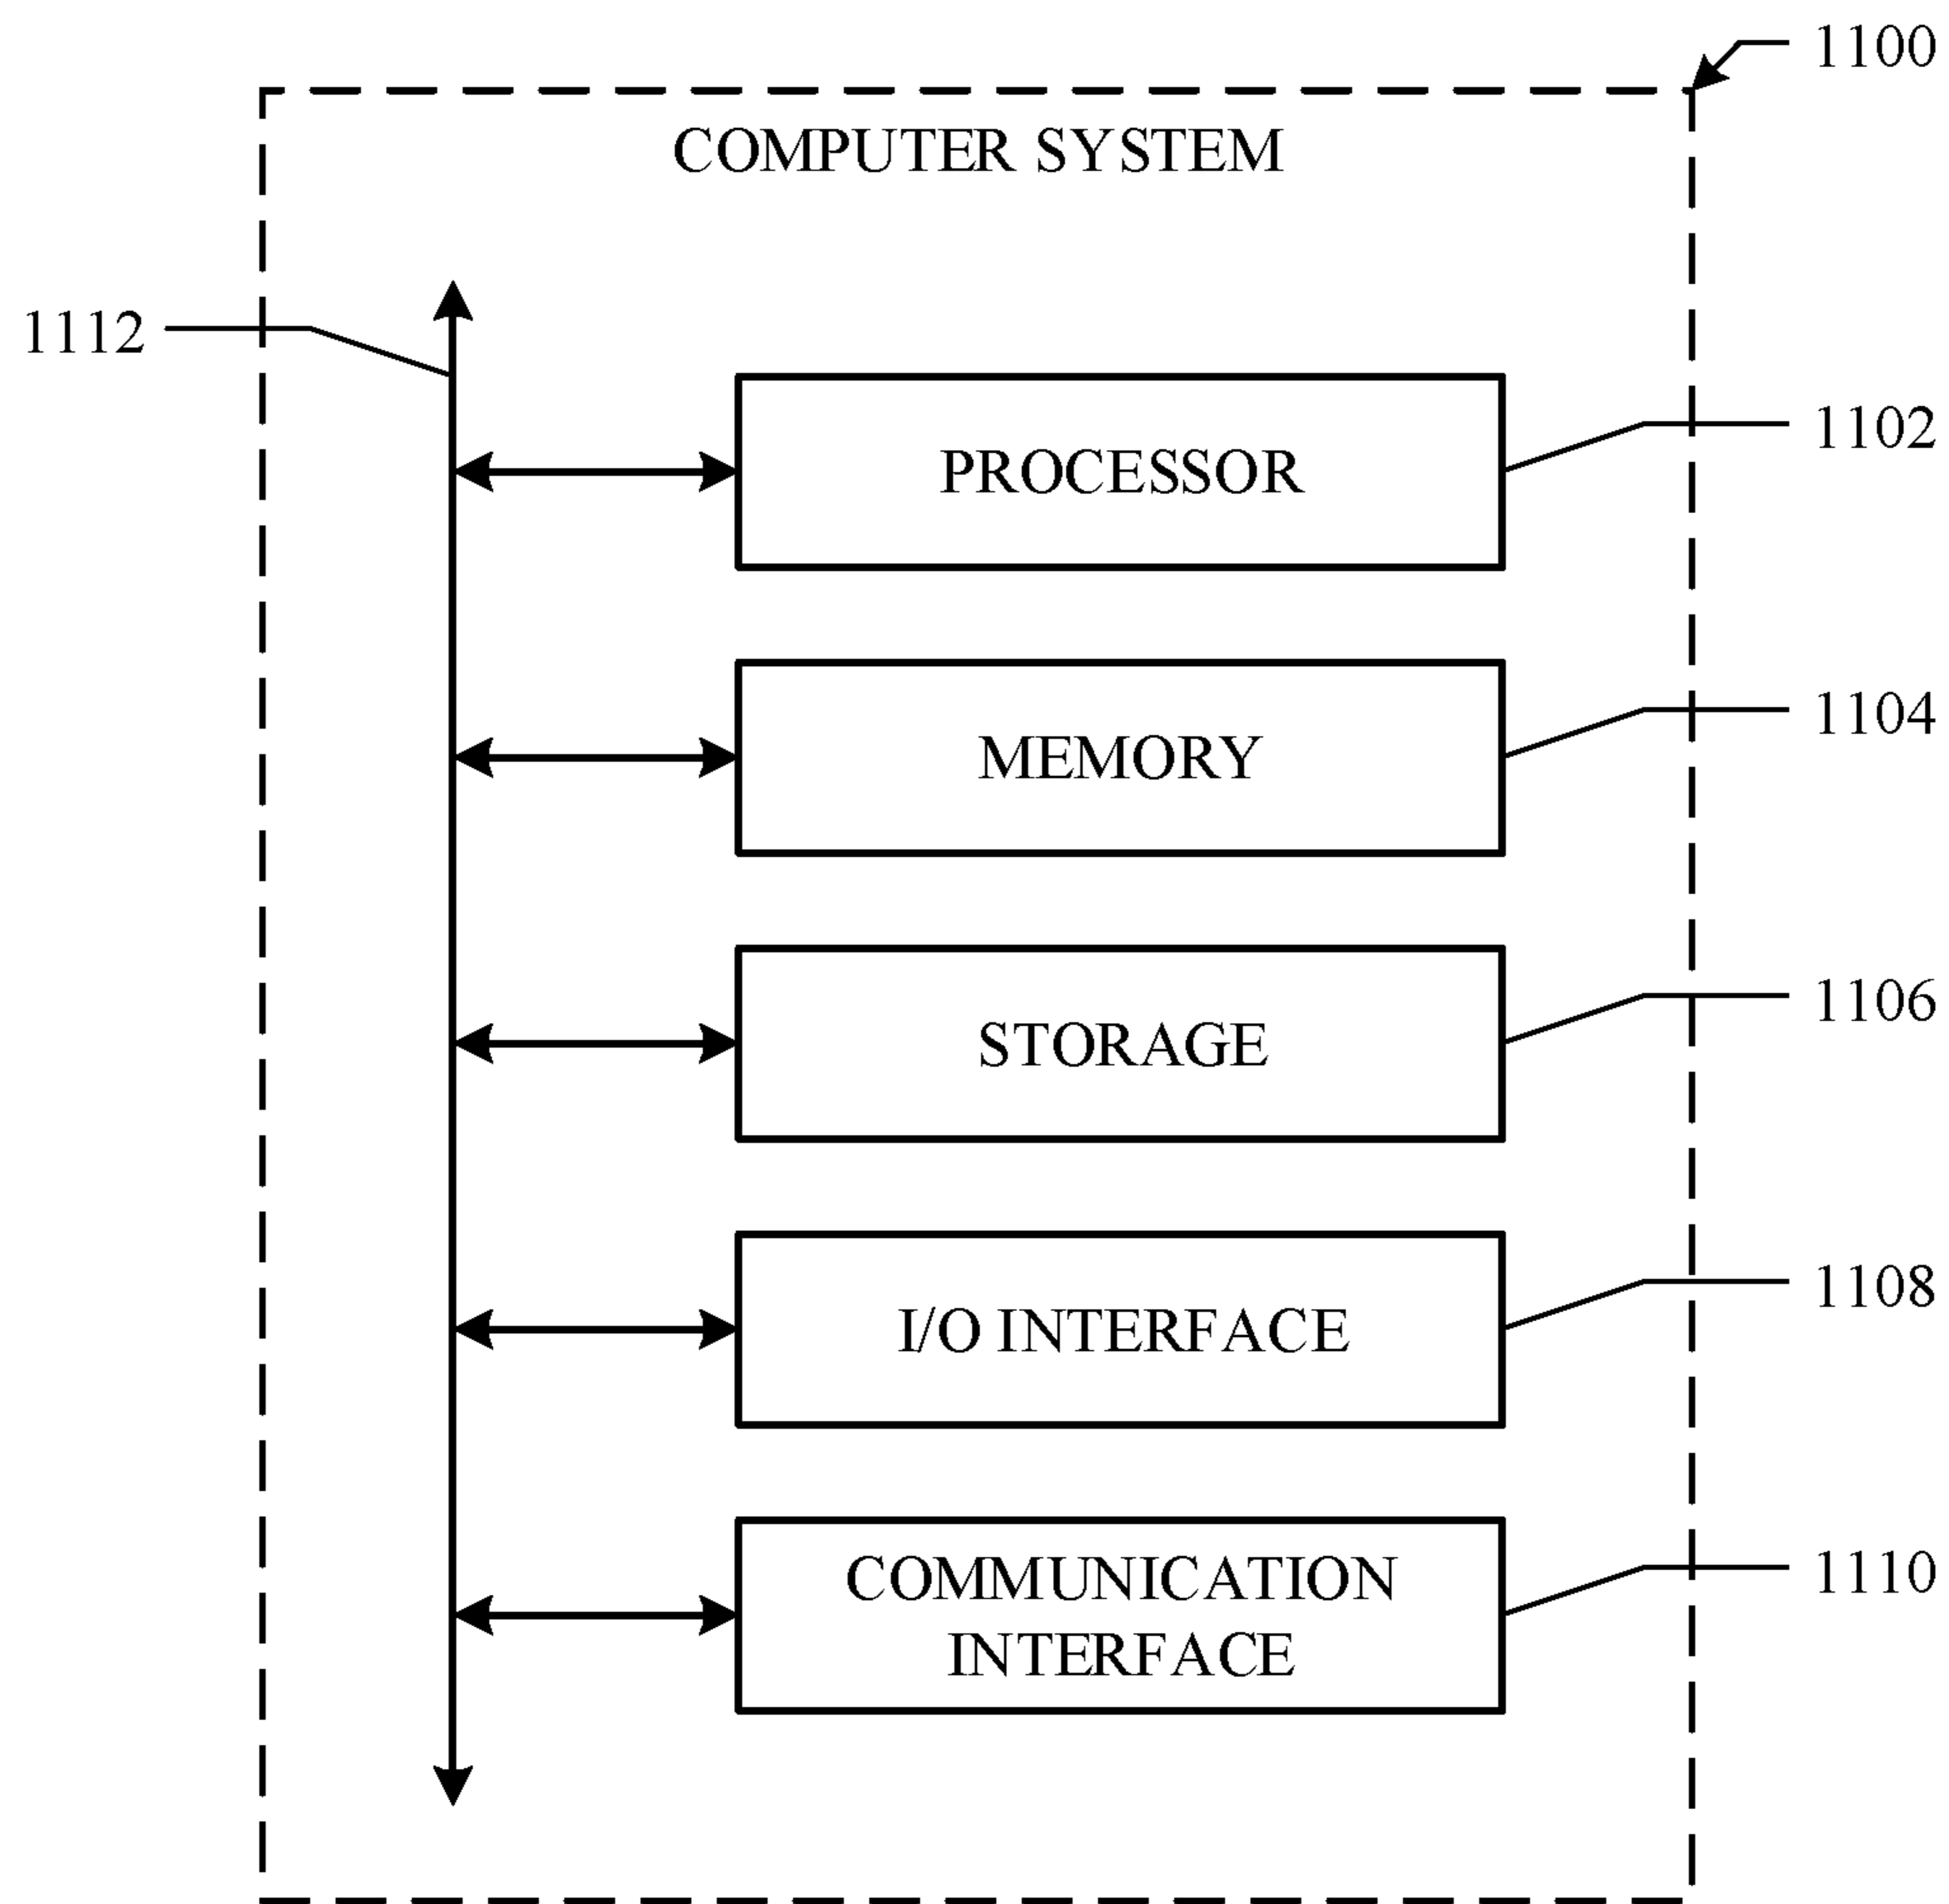 1100
COMPUTER SYSTEM
1112
1102
PROCESSOR
1104
MEMORY
1106
STORAGE
1108
I/O INTERFACE
1110
COMMUNICATION
INTERFACE